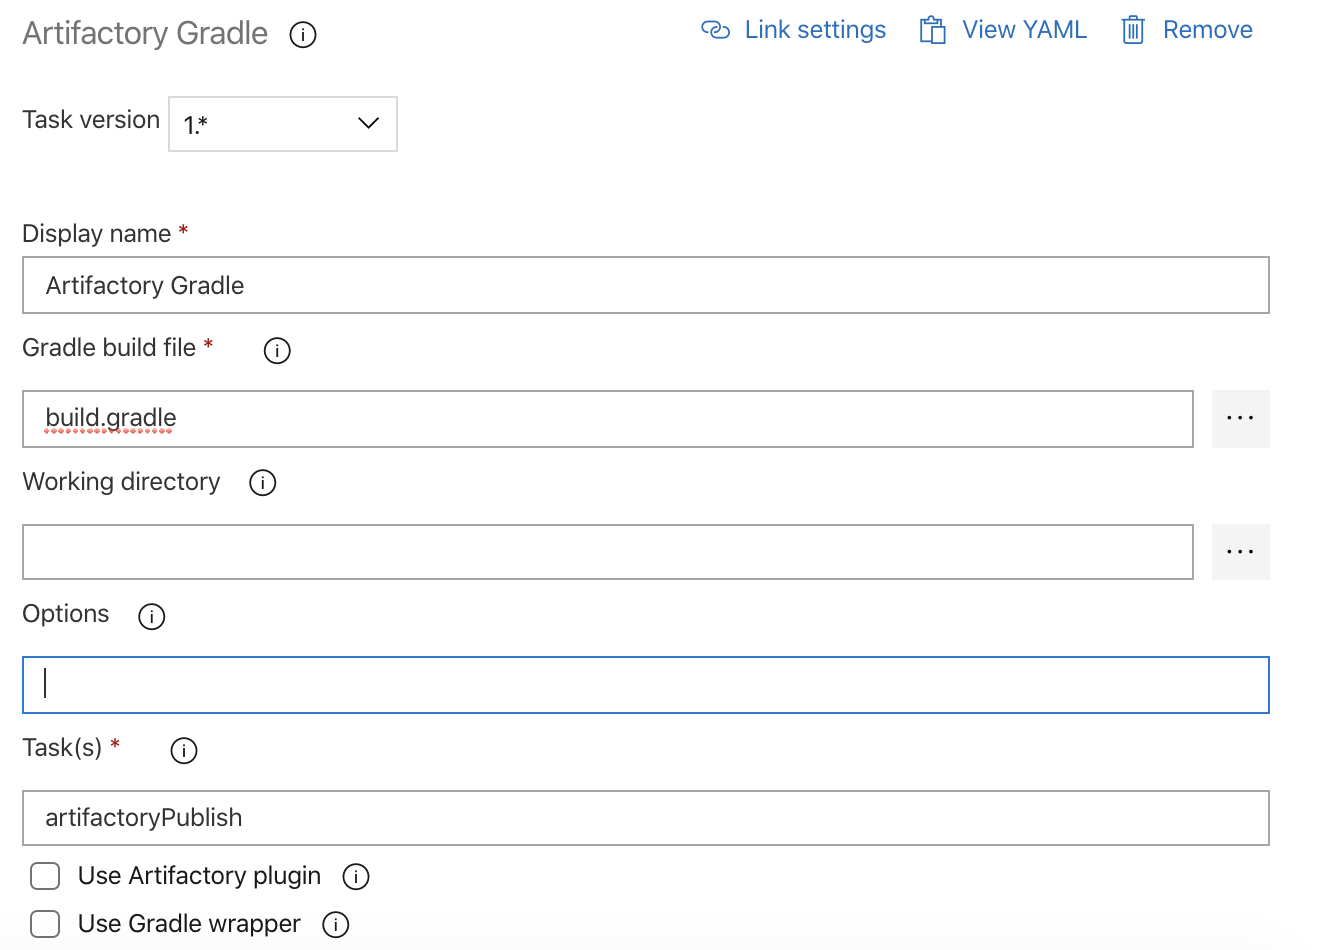 Artifactory Gradle
Link settings
View YAML
Remove
Task version
1.*
Display name *
Artifactory Gradle
Gradle build file *
build.gradle
...
Working directory
...
Options
Task(s) *
artifactoryPublish
Use Artifactory plugin
Use Gradle wrapper